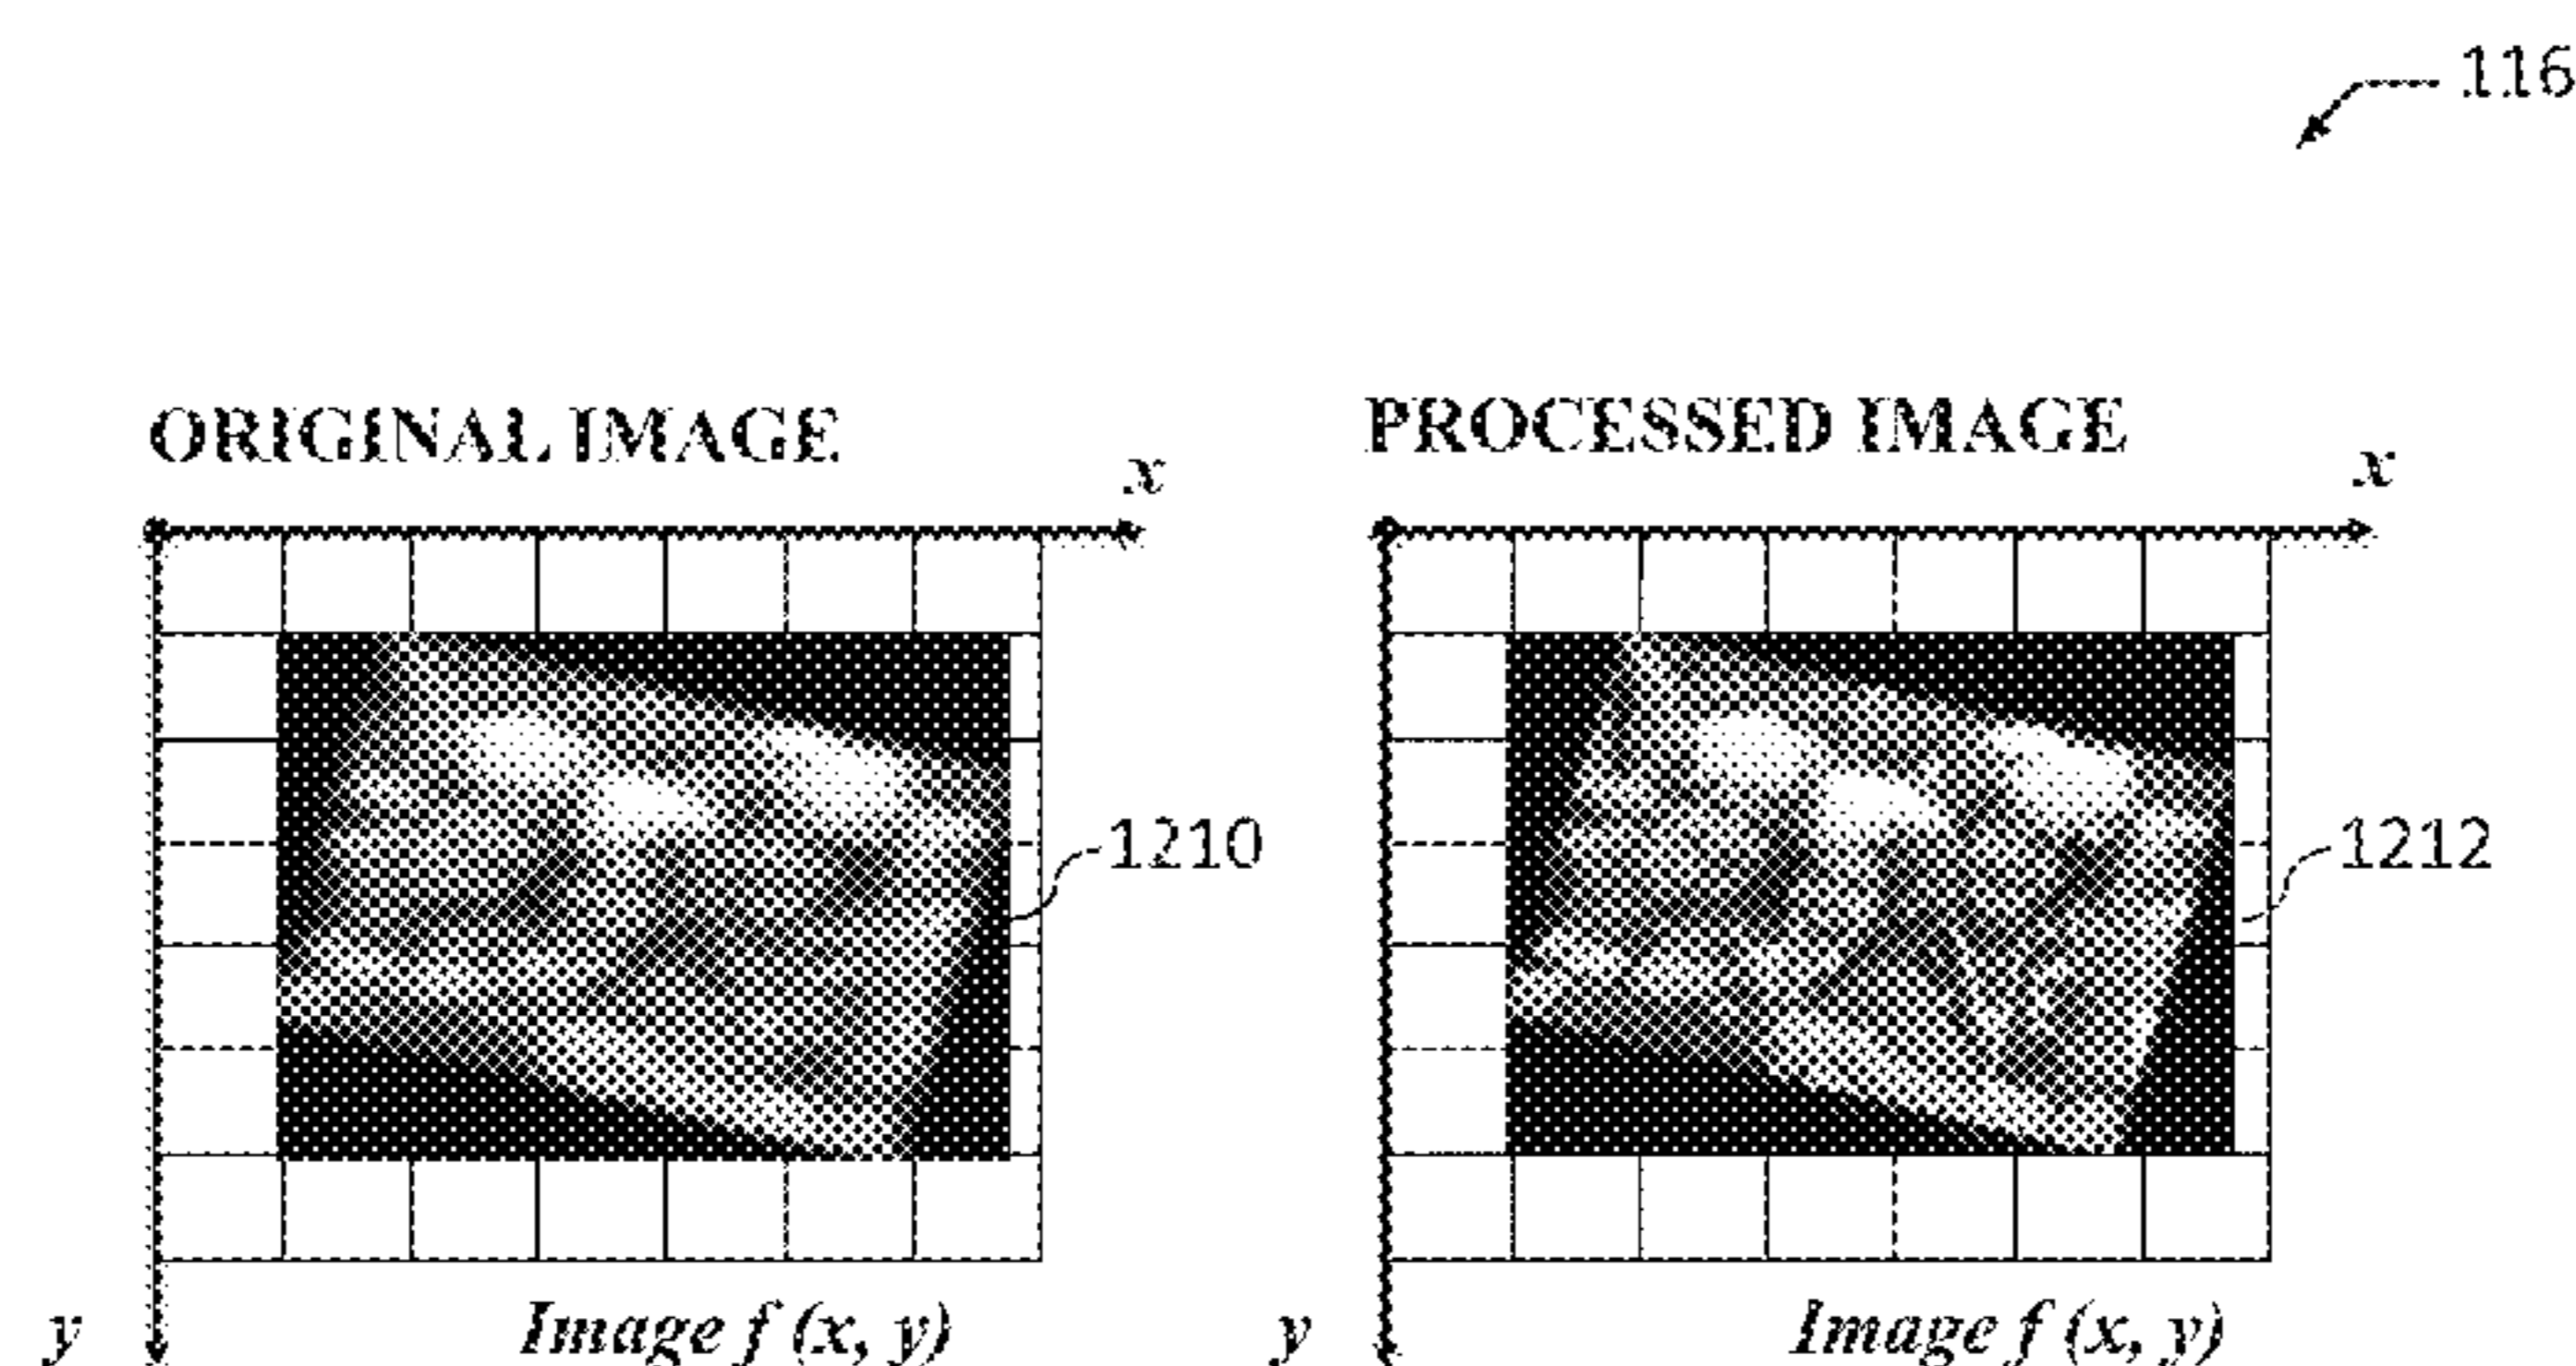 116
ORIGINAL IMAGE
PROCESSED IMAGE
x
x
1210
1212
y
Image f (x, y)
y
Image f (x, y)